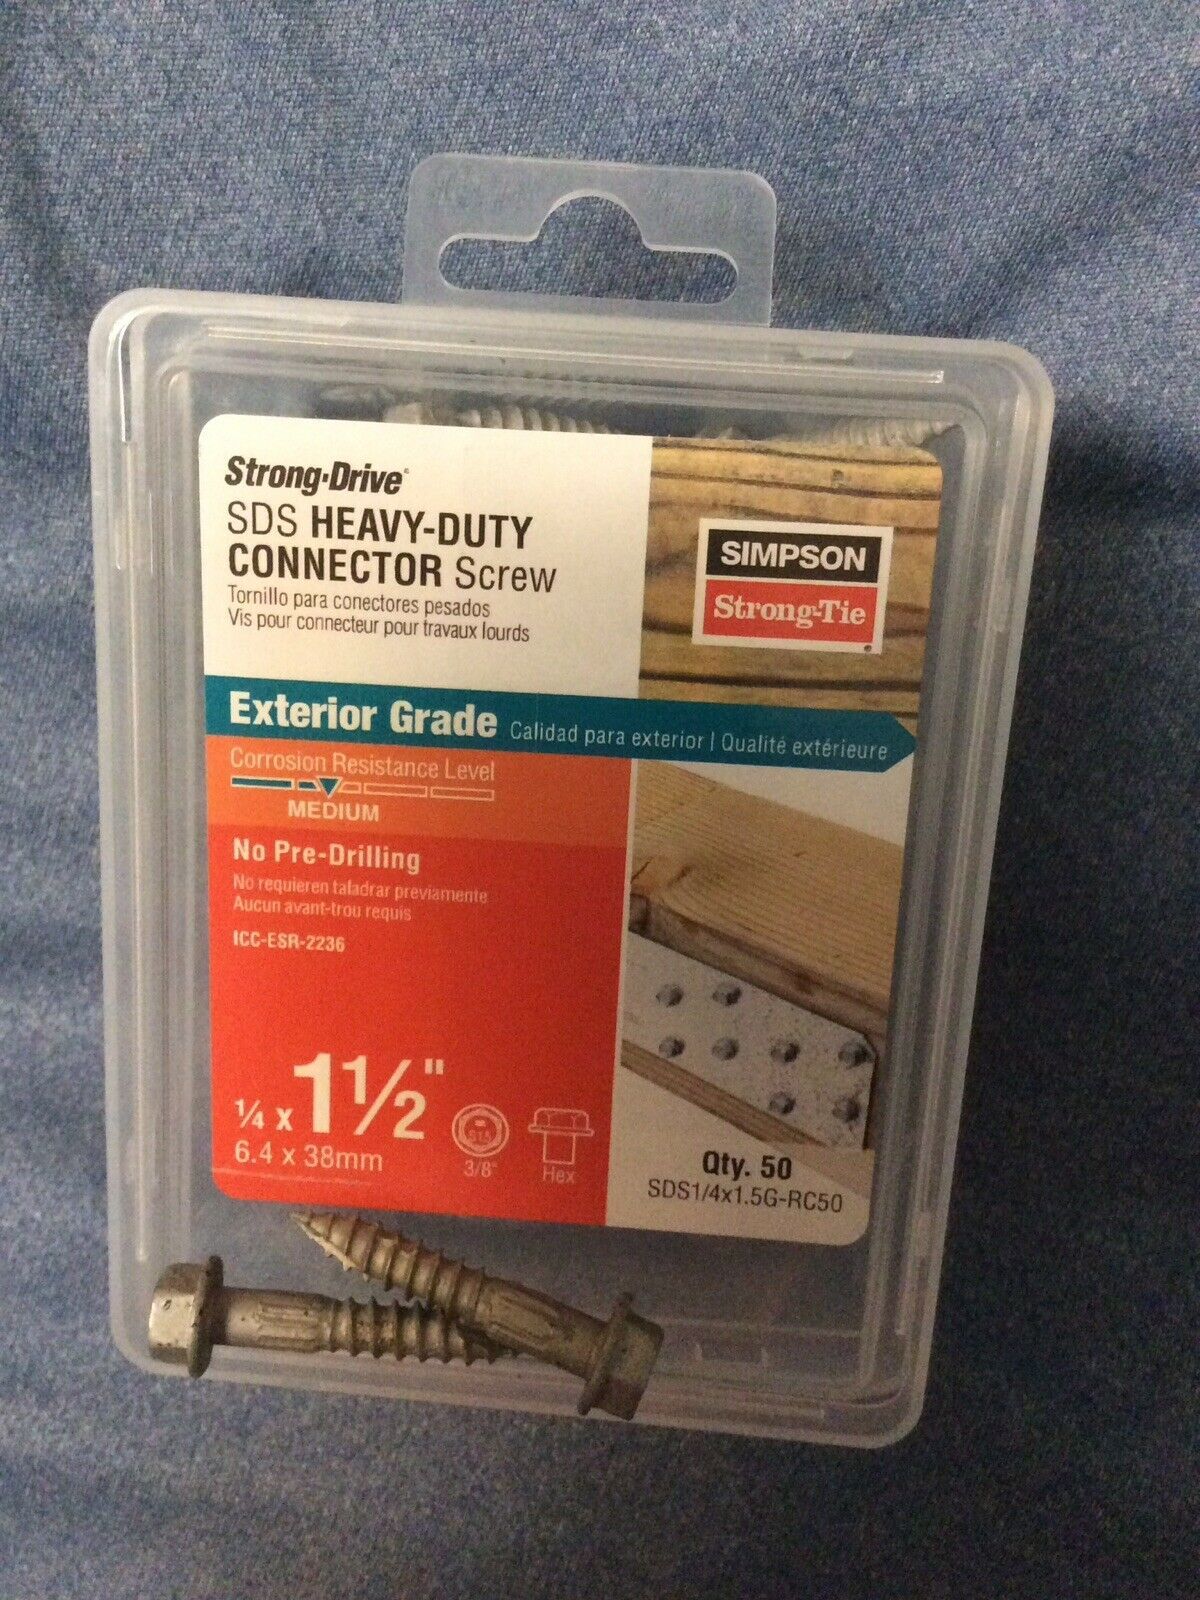 Strong-Drive
SDS HEAVY-DUTY
CONNECTOR Screw
Tornillo para conectores pesados
Vis pour connecteur pour travaux lourds
SIMPSON
Strong-Tie
Exterior Grade Calidad para exterior | Qualité extérieure
Corrosion Resistance Level
MEDIUM
No Pre-Drilling
No requieren taladrar previamente
Aucun avant-trou requis
ICC-ESR-2236
1/4 x 1 1/2"
6.4 x 38mm
3/8"
Hex
Qty. 50
SDS1/4x1.5G-RC50